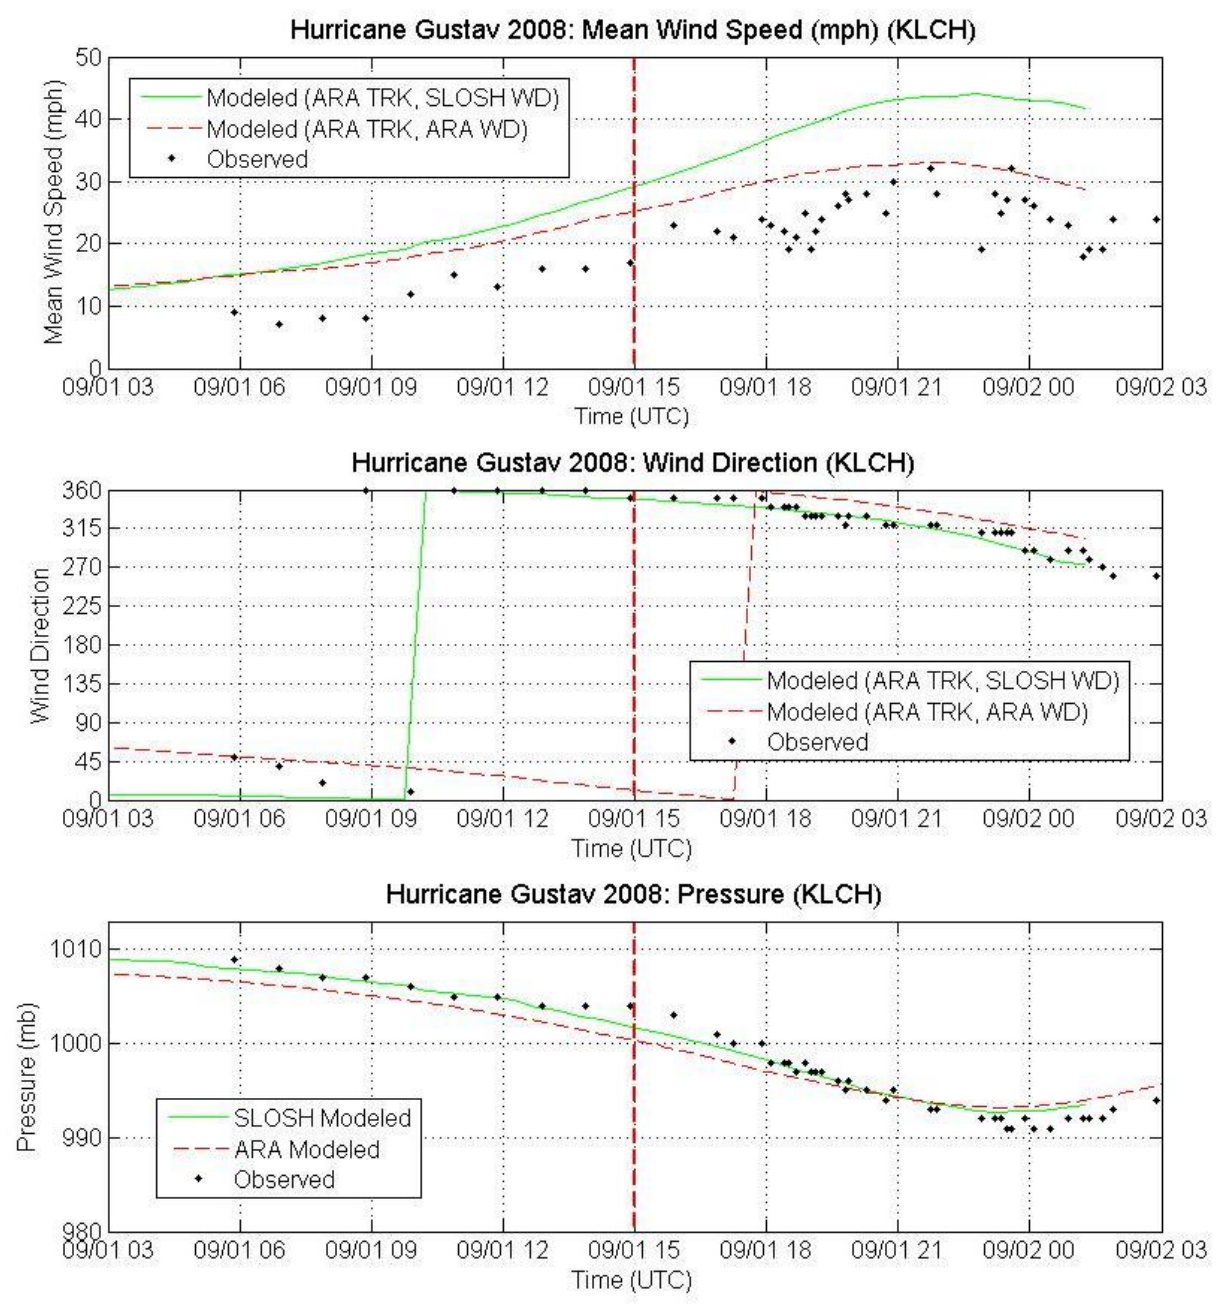 Hurricane Gustav 2008: Mean Wind Speed (mph) (KLCH)
Mean Wind Speed (mph)
50
40
30
20
10
0
Modeled (ARA TRK, SLOSH WD)
Modeled (ARA TRK, ARA WD)
Observed
09/01 03 09/01 06 09/01 09 09/01 12 09/01 15 09/01 18 09/01 21 09/02 00 09/02 03
Time (UTC)
Hurricane Gustav 2008: Wind Direction (KLCH)
Wind Direction
360
315
270
225
180
135
90
45
0
Modeled (ARA TRK, SLOSH WD)
Modeled (ARA TRK, ARA WD)
Observed
09/01 03 09/01 06 09/01 09 09/01 12 09/01 15 09/01 18 09/01 21 09/02 00 09/02 03
Time (UTC)
Hurricane Gustav 2008: Pressure (KLCH)
Pressure (mb)
1010
1000
990
980
SLOSH Modeled
ARA Modeled
Observed
09/01 03 09/01 06 09/01 09 09/01 12 09/01 15 09/01 18 09/01 21 09/02 00 09/02 03
Time (UTC)